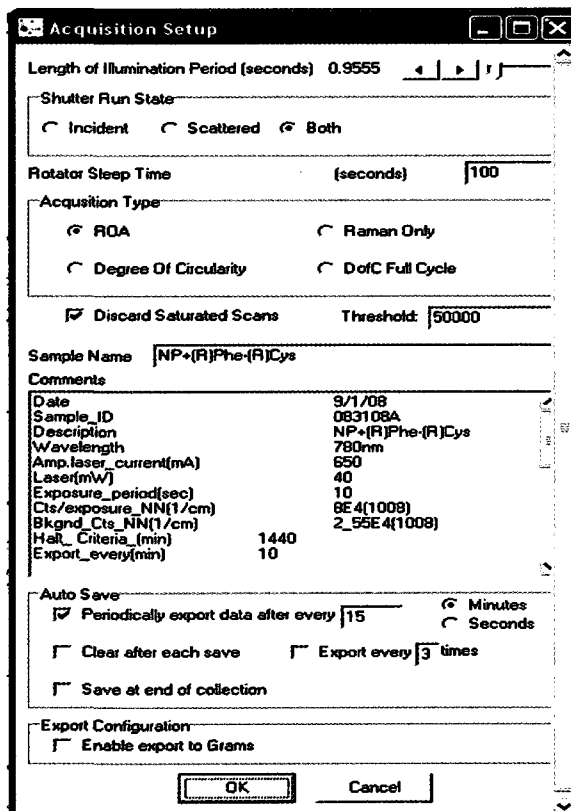 Acquisition Setup
Length of Illumination Period (seconds) 0.9555
Shutter Run State
Incident Scattered Both
Rotator Sleep Time (seconds) 100
Acqusition Type
ROA Raman Only
Degree Of Circularity DofC Full Cycle
Discard Saturated Scans Threshold: 50000
Sample Name NP+(R)Phe-(R)Cys
Comments
Date 9/1/08
Sample_ID 083108A
Description NP+(R)Phe-(R)Cys
Wavelength 780nm
Amp.laser_current(mA) 650
Laser(mW) 40
Exposure_period(sec) 10
Cts/exposure_NN(1/cm) 8E4(1008)
Bkgnd_Cts_NN(1/cm) 2_55E4(1008)
Halt_ Criteria_(min) 1440
Export_every(min) 10
Auto Save
Periodically export data after every 15 Minutes
Seconds
Clear after each save Export every 3 times
Save at end of collection
Export Configuration
Enable export to Grams
OK Cancel